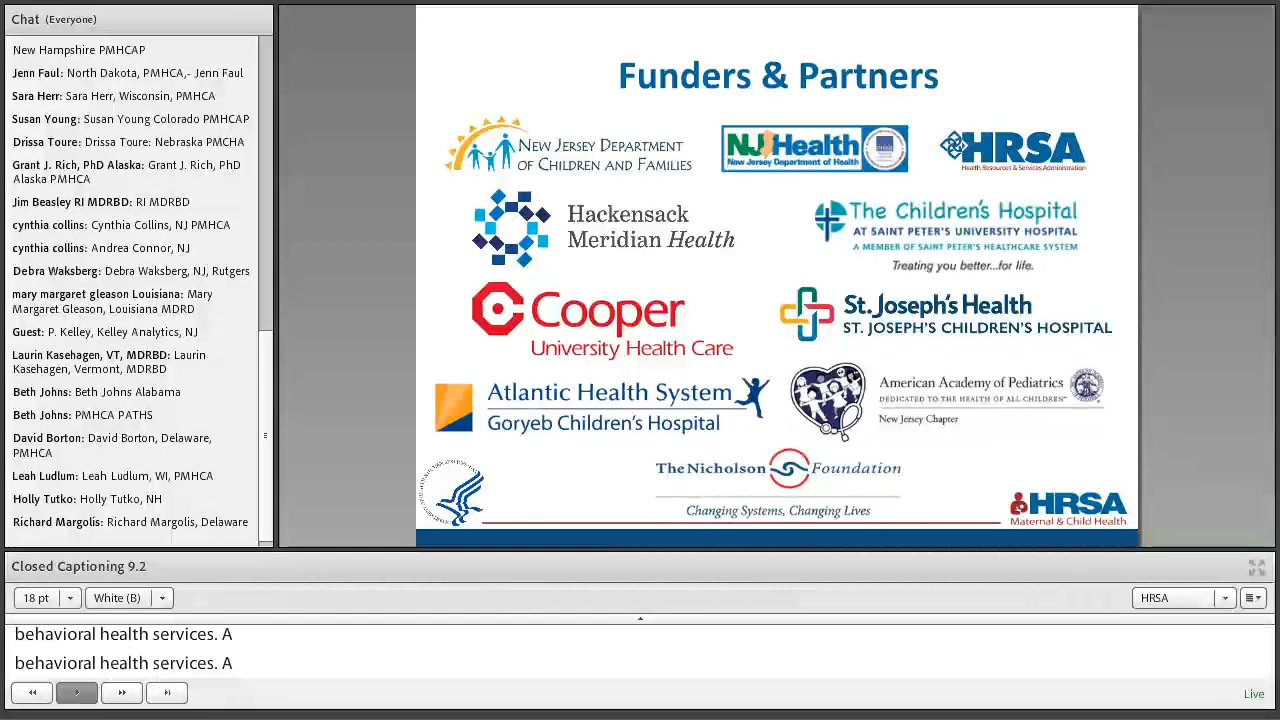 Chat (Everyone)
New Hampshire PMHCAP
Jenn Faul: North Dakota, PMHCA,- Jenn Faul
Sara Herr: Sara Herr, Wisconsin, PMHCA
Susan Young: Susan Young Colorado PMHCAP
Drissa Toure: Drissa Toure: Nebraska PMCHA
Grant J. Rich, PhD Alaska: Grant Rich, PhD
Alaska PMHCA
Jim Beasley RI MDRBD: RI MDRBD
cynthia collins: Cynthia Collins, NJ PMHCA
cynthia collins: Andrea Connor, NJ
Debra Waksberg: Debra Waksberg, NJ, Rutgers
mary margaret gleason Louisiana: Mary
Margaret Gleason, Louisiana MDRD
Guest: P. Kelley, Kelley Analytics, NJ
Laurin Kasehagen, VT, MDRBD: Laurin
Kasehagen, Vermont, MDRBD
Beth Johns: Beth Johns Alabama
Beth Johns: PMHCA PATHS
David Borton: David Borton, Delaware,
PMHCA
Leah Ludlum: Leah Ludlum, WI, PMHCA
Holly Tutko: Holly Tutko, NH
Richard Margolis: Richard Margolis, Delaware
Funders & Partners
NEW JERSEY DEPARTMENT
OF CHILDREN AND FAMILIES
NJHealth
New Jersey Department of Health
HRSA
Health Resources & Services Administration
Hackensack
Meridian Health
The Children's Hospital
AT SAINT PETER'S UNIVERSITY HOSPITAL
A MEMBER OF SAINT PETER'S HEALTHCARE SYSTEM
Treating you better...for life.
Cooper
University Health Care
St. Joseph's Health
ST. JOSEPH'S CHILDREN'S HOSPITAL
Atlantic Health System
Goryeb Children's Hospital
American Academy of Pediatrics
DEDICATED TO THE HEALTH OF ALL CHILDREN™
New Jersey Chapter
The Nicholson Foundation
Changing Systems, Changing Lives
HRSA
Maternal & Child Health
Closed Captioning 9.2
18 pt
White (B)
HRSA
behavioral health services. A
behavioral health services. A
Live